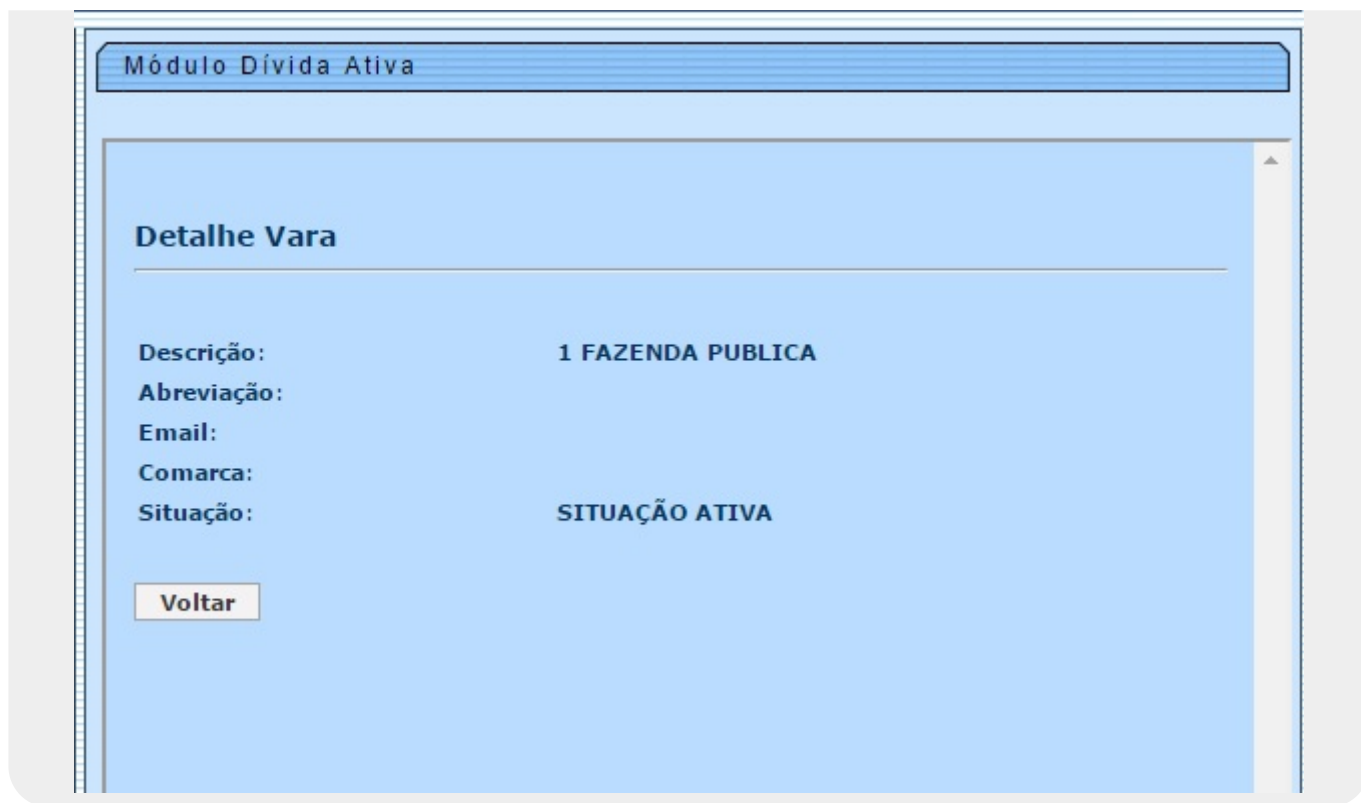 Módulo Dívida Ativa
Detalhe Vara
Descrição: 1 FAZENDA PUBLICA
Abreviação:
Email:
Comarca:
Situação: SITUAÇÃO ATIVA
Voltar